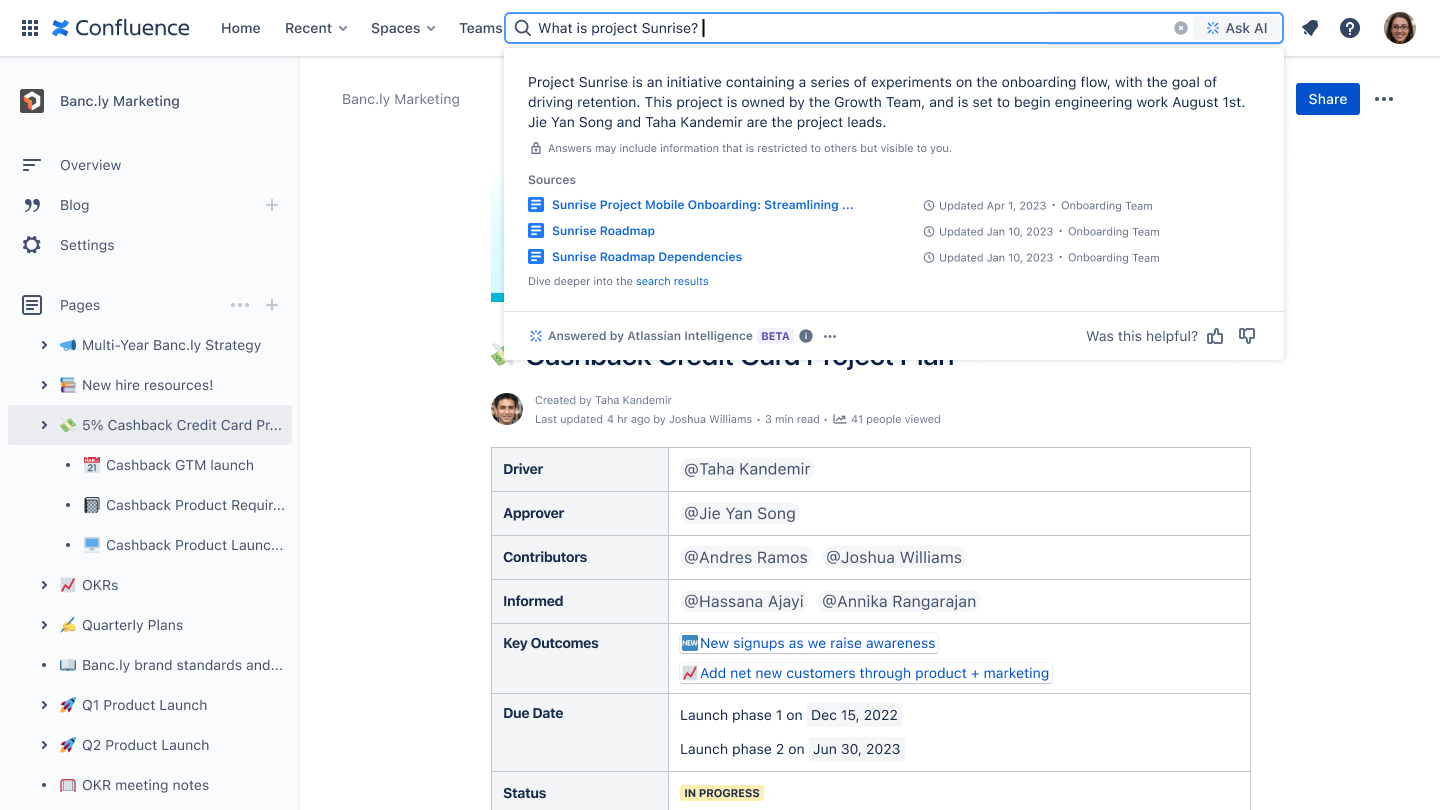 Confluence
Home Recent Spaces Teams
What is project Sunrise?
Ask AI
Banc.ly Marketing
Overview
Blog
Settings
Pages
Multi-Year Banc.ly Strategy
New hire resources!
5% Cashback Credit Card Pr...
Cashback GTM launch
Cashback Product Requir...
Cashback Product Launc...
OKRs
Quarterly Plans
Banc.ly brand standards and...
Q1 Product Launch
Q2 Product Launch
OKR meeting notes
Banc.ly Marketing
Share
Project Sunrise is an initiative containing a series of experiments on the onboarding flow, with the goal of
driving retention. This project is owned by the Growth Team, and is set to begin engineering work August 1st.
Jie Yan Song and Taha Kandemir are the project leads.
Answers may include information that is restricted to others but visible to you.
Sources
Sunrise Project Mobile Onboarding: Streamlining ... Updated Apr 1, 2023 • Onboarding Team
Sunrise Roadmap Updated Jan 10, 2023 • Onboarding Team
Sunrise Roadmap Dependencies Updated Jan 10, 2023 • Onboarding Team
Dive deeper into the search results
Answered by Atlassian Intelligence BETA
Was this helpful?
Cashback Credit Card Project Plan
Created by Taha Kandemir
Last updated 4 hr ago by Joshua Williams • 3 min read • 41 people viewed
Driver @Taha Kandemir
Approver @Jie Yan Song
Contributors @Andres Ramos @Joshua Williams
Informed @Hassana Ajayi @Annika Rangarajan
Key Outcomes NEW New signups as we raise awareness
Add net new customers through product + marketing
Due Date Launch phase 1 on Dec 15, 2022
Launch phase 2 on Jun 30, 2023
Status IN PROGRESS